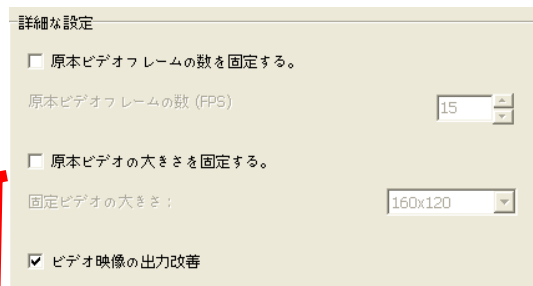 詳細な設定
原本ビデオフレームの数を固定する。
原本ビデオフレームの数 (FPS)
15
原本ビデオの大きさを固定する。
固定ビデオの大きさ :
160x120
ビデオ映像の出力改善